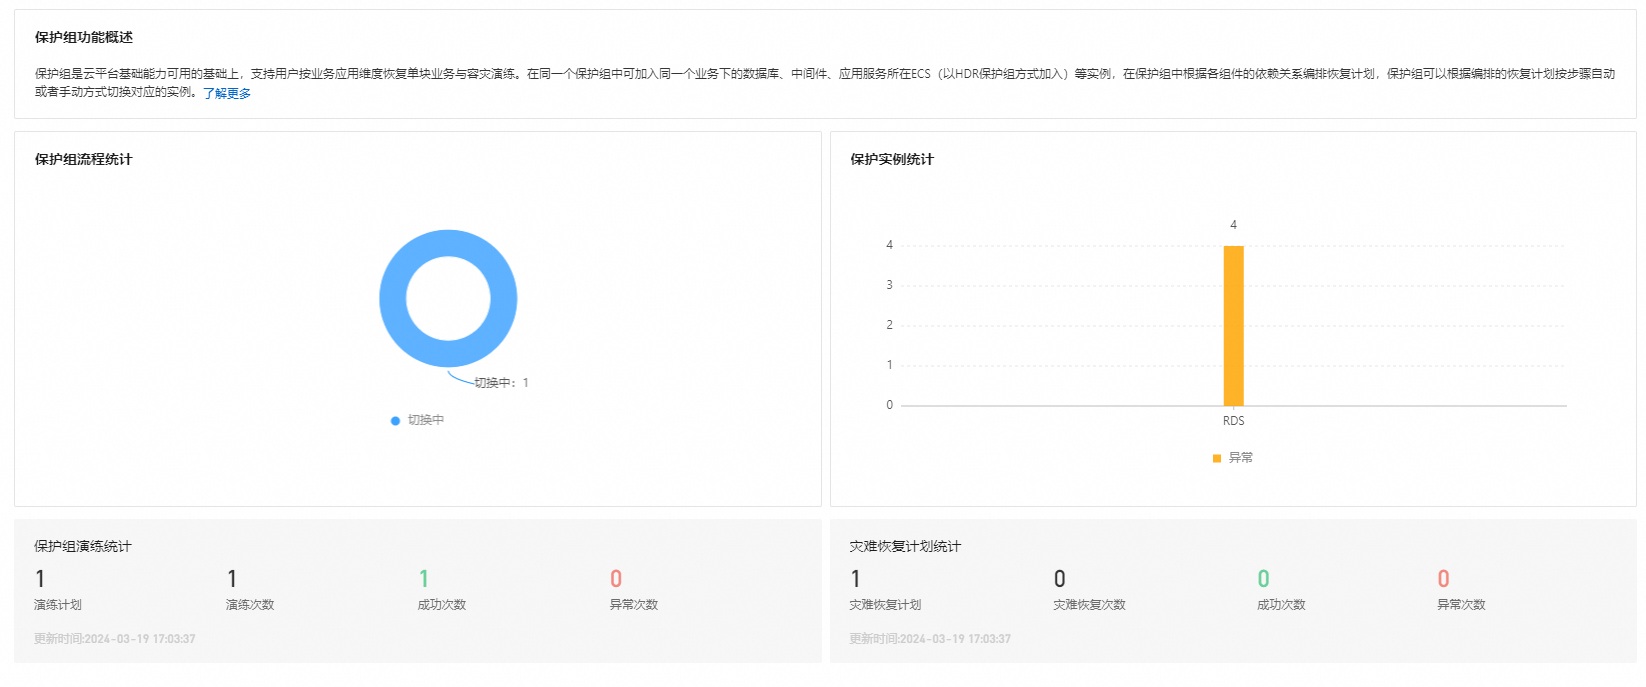 保护组功能概述
保护组是云平台基础能力可用的基础上，支持用户按业务应用维度恢复单块业务与容灾演练。在同一个保护组中可加入同一个业务下的数据库、中间件、应用服务所在ECS（以HDR保护组方式加入）等实例，在保护组中根据各组件的依赖关系编排恢复计划，保护组可以根据编排的恢复计划按步骤自动
或者手动方式切换对应的实例。了解更多
保护组流程统计
切换中：1
切换中
保护实例统计
4
4
3
2
1
0
RDS
异常
保护组演练统计
1 1 1 0
演练计划 演练次数 成功次数 异常次数
更新时间:2024-03-19 17:03:37
灾难恢复计划统计
1 0 0 0
灾难恢复计划 灾难恢复次数 成功次数 异常次数
更新时间:2024-03-19 17:03:37